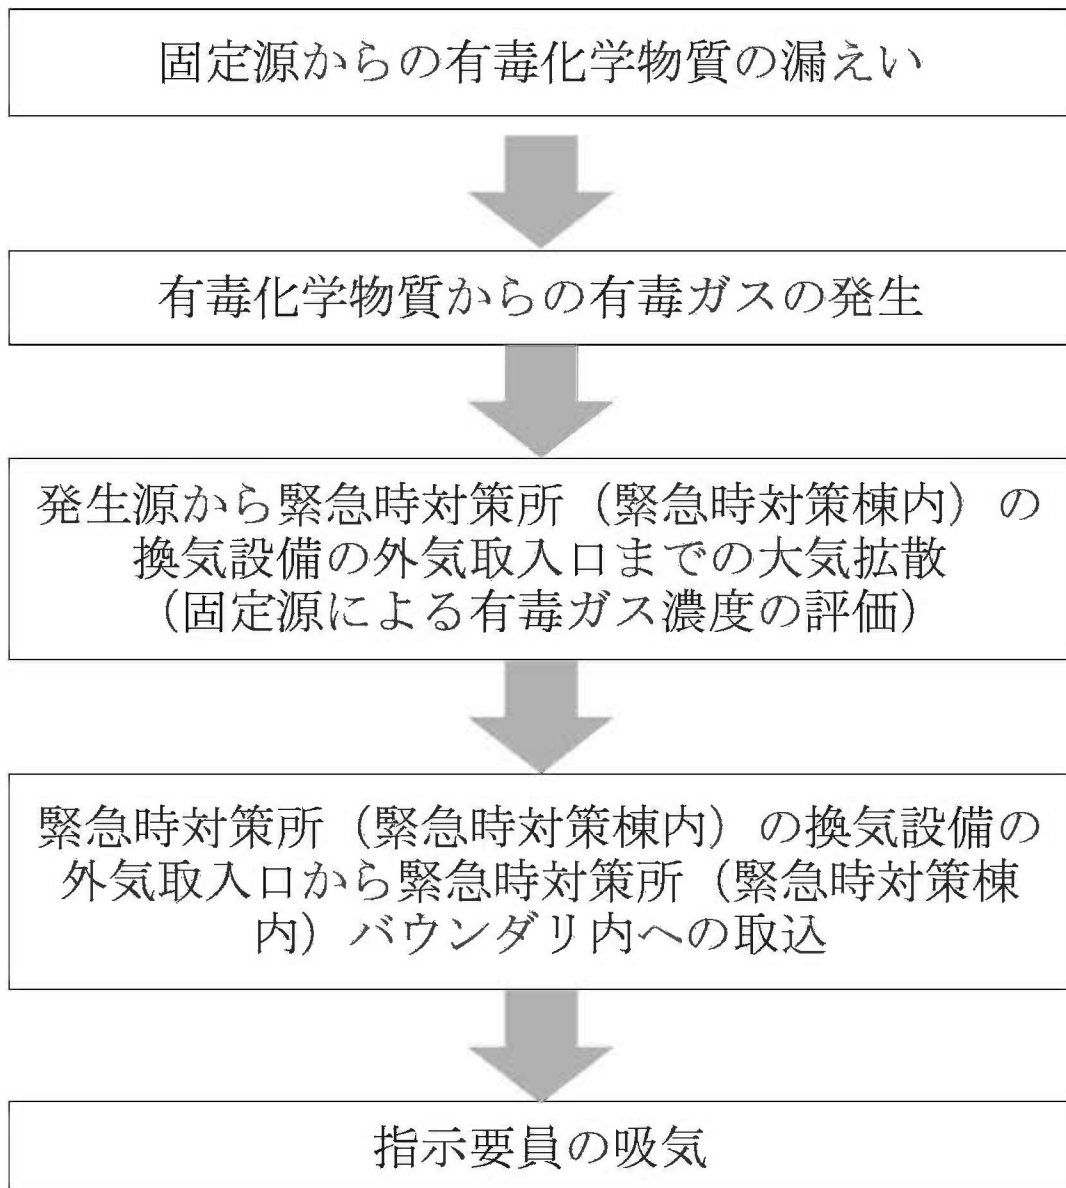 固定源からの有毒化学物質の漏えい
有毒化学物質からの有毒ガスの発生
発生源から緊急時対策所（緊急時対策棟内）の
換気設備の外気取入口までの大気拡散
（固定源による有毒ガス濃度の評価）
緊急時対策所（緊急時対策棟内）の換気設備の
外気取入口から緊急時対策所（緊急時対策棟
内）バウンダリ内への取込
指示要員の吸気